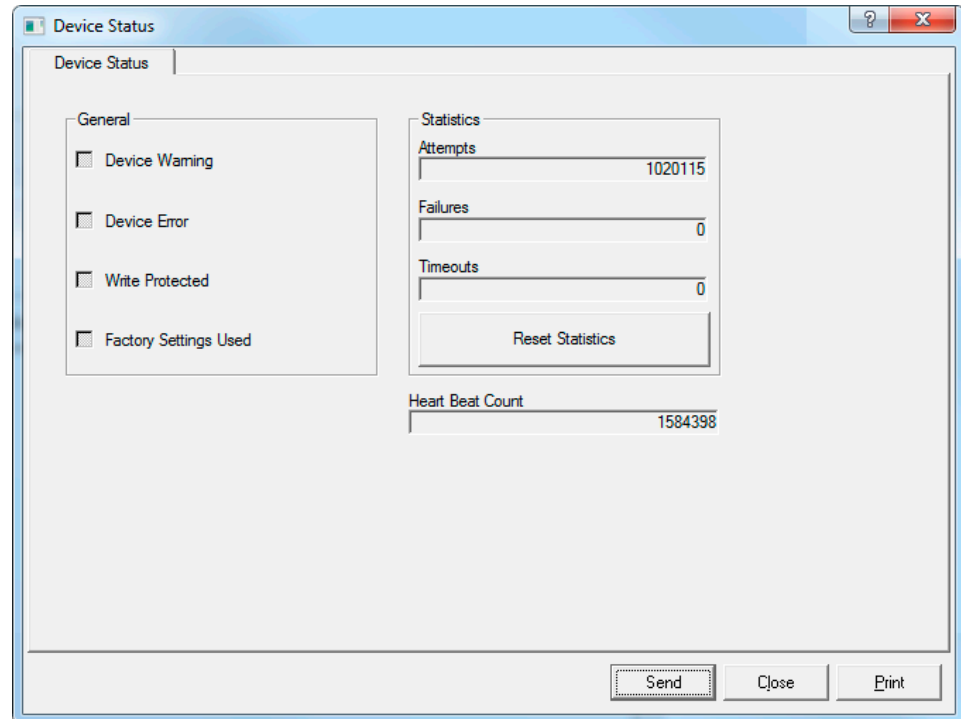 Device Status
Device Status
General
Device Warning
Device Error
Write Protected
Factory Settings Used
Statistics
Attempts
1020115
Failures
0
Timeouts
0
Reset Statistics
Heart Beat Count
1584398
Send
Close
Print